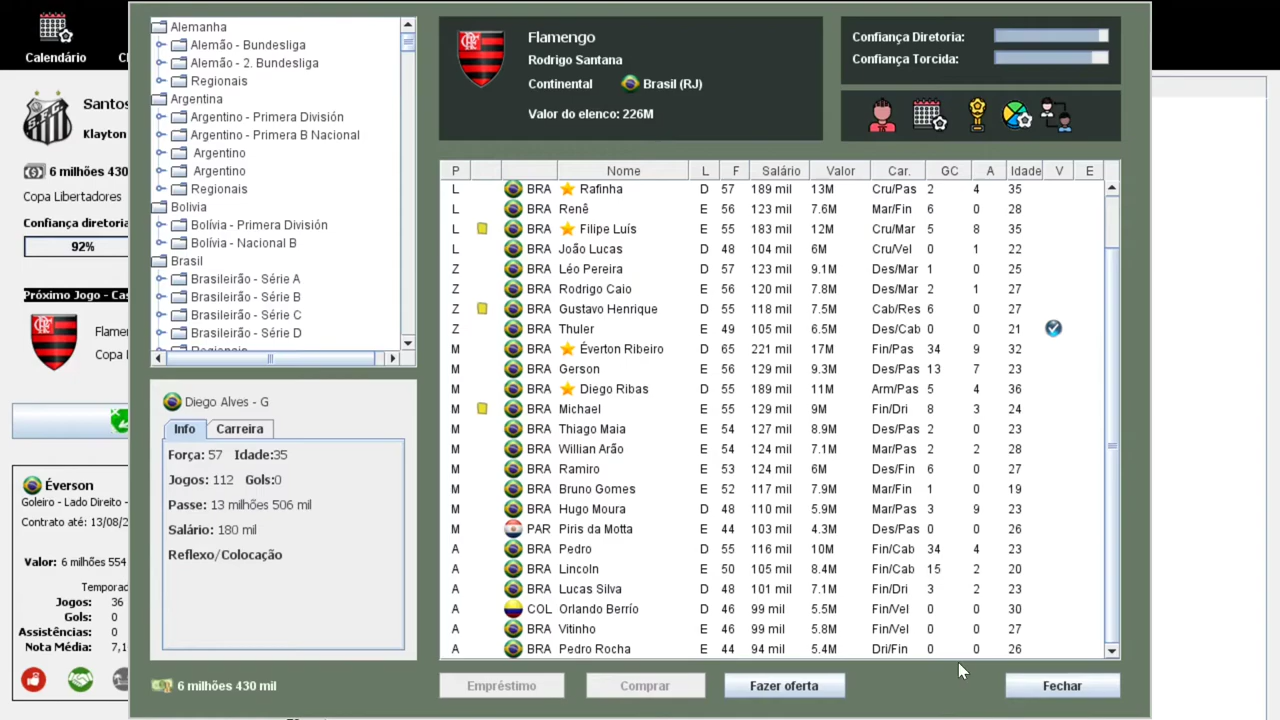 Calendário
Santos
Klayton
6 milhões 430
Copa Libertadores
Confiança diretoria:
92%
Próximo Jogo - Cas
Flame
Copa L
Éverson
Goleiro - Lado Direito -
Contrato até: 13/08/2
Valor: 6 milhões 554
Temporad
Jogos: 36
Gols: 0
Assistências: 0
Nota Média: 7,1
Alemanha
Alemão - Bundesliga
Alemão - 2. Bundesliga
Regionais
Argentina
Argentino - Primera División
Argentino - Primera B Nacional
Argentino
Argentino
Regionais
Bolivia
Bolívia - Primera División
Bolívia - Nacional B
Brasil
Brasileirão - Série A
Brasileirão - Série B
Brasileirão - Série C
Brasileirão - Série D
Regionais
Diego Alves - G
Info Carreira
Força: 57 Idade:35
Jogos: 112 Gols:0
Passe: 13 milhões 506 mil
Salário: 180 mil
Reflexo/Colocação
6 milhões 430 mil
Flamengo
Rodrigo Santana
Continental Brasil (RJ)
Valor do elenco: 226M
Confiança Diretoria:
Confiança Torcida:
P Nome L F Salário Valor Car. GC A Idade V E
L BRA Rafinha D 57 189 mil 13M Cru/Pas 2 4 35
L BRA Renê E 56 123 mil 7.6M Mar/Fin 6 0 28
L BRA Filipe Luís E 55 183 mil 12M Cru/Mar 5 8 35
L BRA João Lucas D 48 104 mil 6M Cru/Vel 0 1 22
Z BRA Léo Pereira D 57 123 mil 9.1M Des/Mar 1 0 25
Z BRA Rodrigo Caio E 56 120 mil 7.8M Des/Mar 2 1 27
Z BRA Gustavo Henrique D 55 118 mil 7.5M Cab/Res 6 0 27
Z BRA Thuler E 49 105 mil 6.5M Des/Cab 0 0 21
M BRA Éverton Ribeiro D 65 221 mil 17M Fin/Pas 34 9 32
M BRA Gerson E 56 129 mil 9.3M Des/Pas 13 7 23
M BRA Diego Ribas D 55 189 mil 11M Arm/Pas 5 4 36
M BRA Michael E 55 129 mil 9M Fin/Dri 8 3 24
M BRA Thiago Maia E 54 127 mil 8.9M Des/Pas 2 0 23
M BRA Willian Arão D 54 124 mil 7.1M Mar/Pas 2 2 28
M BRA Ramiro E 53 124 mil 6M Des/Fin 6 0 27
M BRA Bruno Gomes E 52 117 mil 7.9M Mar/Fin 1 0 19
M BRA Hugo Moura D 48 110 mil 5.9M Mar/Pas 3 9 23
M PAR Piris da Motta E 44 103 mil 4.3M Des/Pas 0 0 26
A BRA Pedro D 55 116 mil 10M Fin/Cab 34 4 23
A BRA Lincoln E 50 105 mil 8.4M Fin/Cab 15 2 20
A BRA Lucas Silva D 48 101 mil 7.1M Fin/Dri 3 2 23
A COL Orlando Berrío D 46 99 mil 5.5M Fin/Vel 0 0 30
A BRA Vitinho E 46 99 mil 5.8M Fin/Vel 0 0 27
A BRA Pedro Rocha E 44 94 mil 5.4M Dri/Fin 0 0 26
Empréstimo Comprar Fazer oferta Fechar